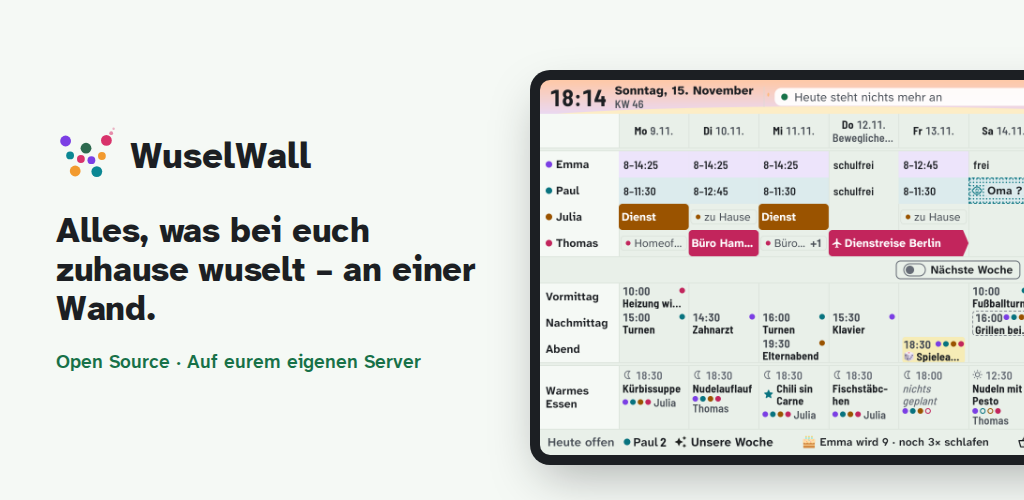 WuselWall
Alles, was bei euch
zuhause wuselt – an einer
Wand.
Open Source · Auf eurem eigenen Server
18:14
Sonntag, 15. November
KW 46
Heute steht nichts mehr an
Mo 9.11. Di 10.11. Mi 11.11. Do 12.11. Fr 13.11. Sa 14.11.
Bewegliche...
Emma 8–14:25 8–14:25 8–14:25 schulfrei 8–12:45 frei
Paul 8–11:30 8–12:45 8–11:30 schulfrei 8–11:30 Oma ?
Julia Dienst zu Hause Dienst zu Hause
Thomas Homeof... Büro Ham... Büro... +1 Dienstreise Berlin
Nächste Woche
Vormittag
Nachmittag
Abend
10:00
Heizung wi...
15:00
Turnen
14:30
Zahnarzt
16:00
Turnen
19:30
Elternabend
15:30
Klavier
18:30
Spielea...
10:00
Fußballturn
16:00
Grillen bei
Warmes
Essen
18:30
Kürbissuppe
Julia
18:30
Nudelauflauf
Thomas
18:30
Chili sin
Carne
Julia
18:30
Fischstäbc-
hen
Julia
18:00
nichts
geplant
12:30
Nudeln mit
Pesto
Thomas
Heute offen Paul 2 Unsere Woche Emma wird 9 · noch 3× schlafen